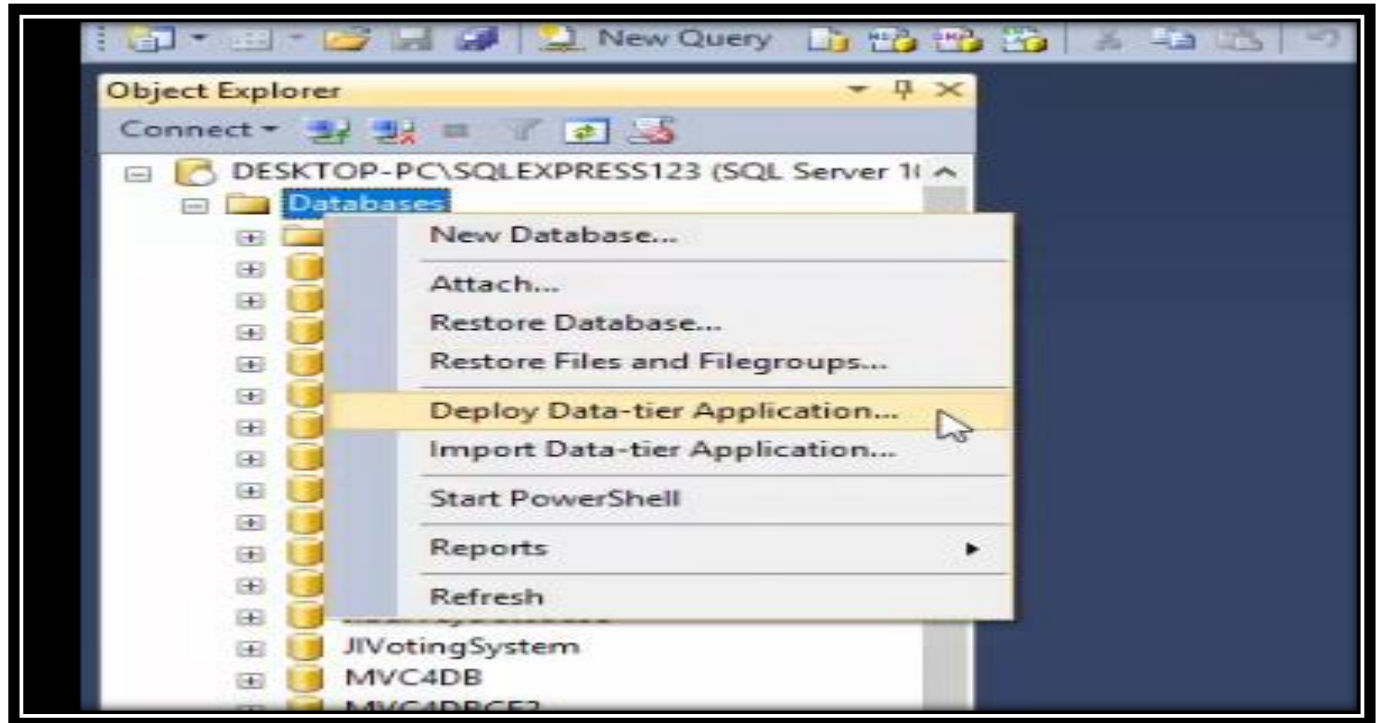 New Query
Object Explorer
Connect
DESKTOP-PC\SQLEXPRESS123 (SQL Server 10
Databases
New Database...
Attach...
Restore Database...
Restore Files and Filegroups...
Deploy Data-tier Application...
Import Data-tier Application...
Start PowerShell
Reports
Refresh
JIVotingSystem
MVC4DB